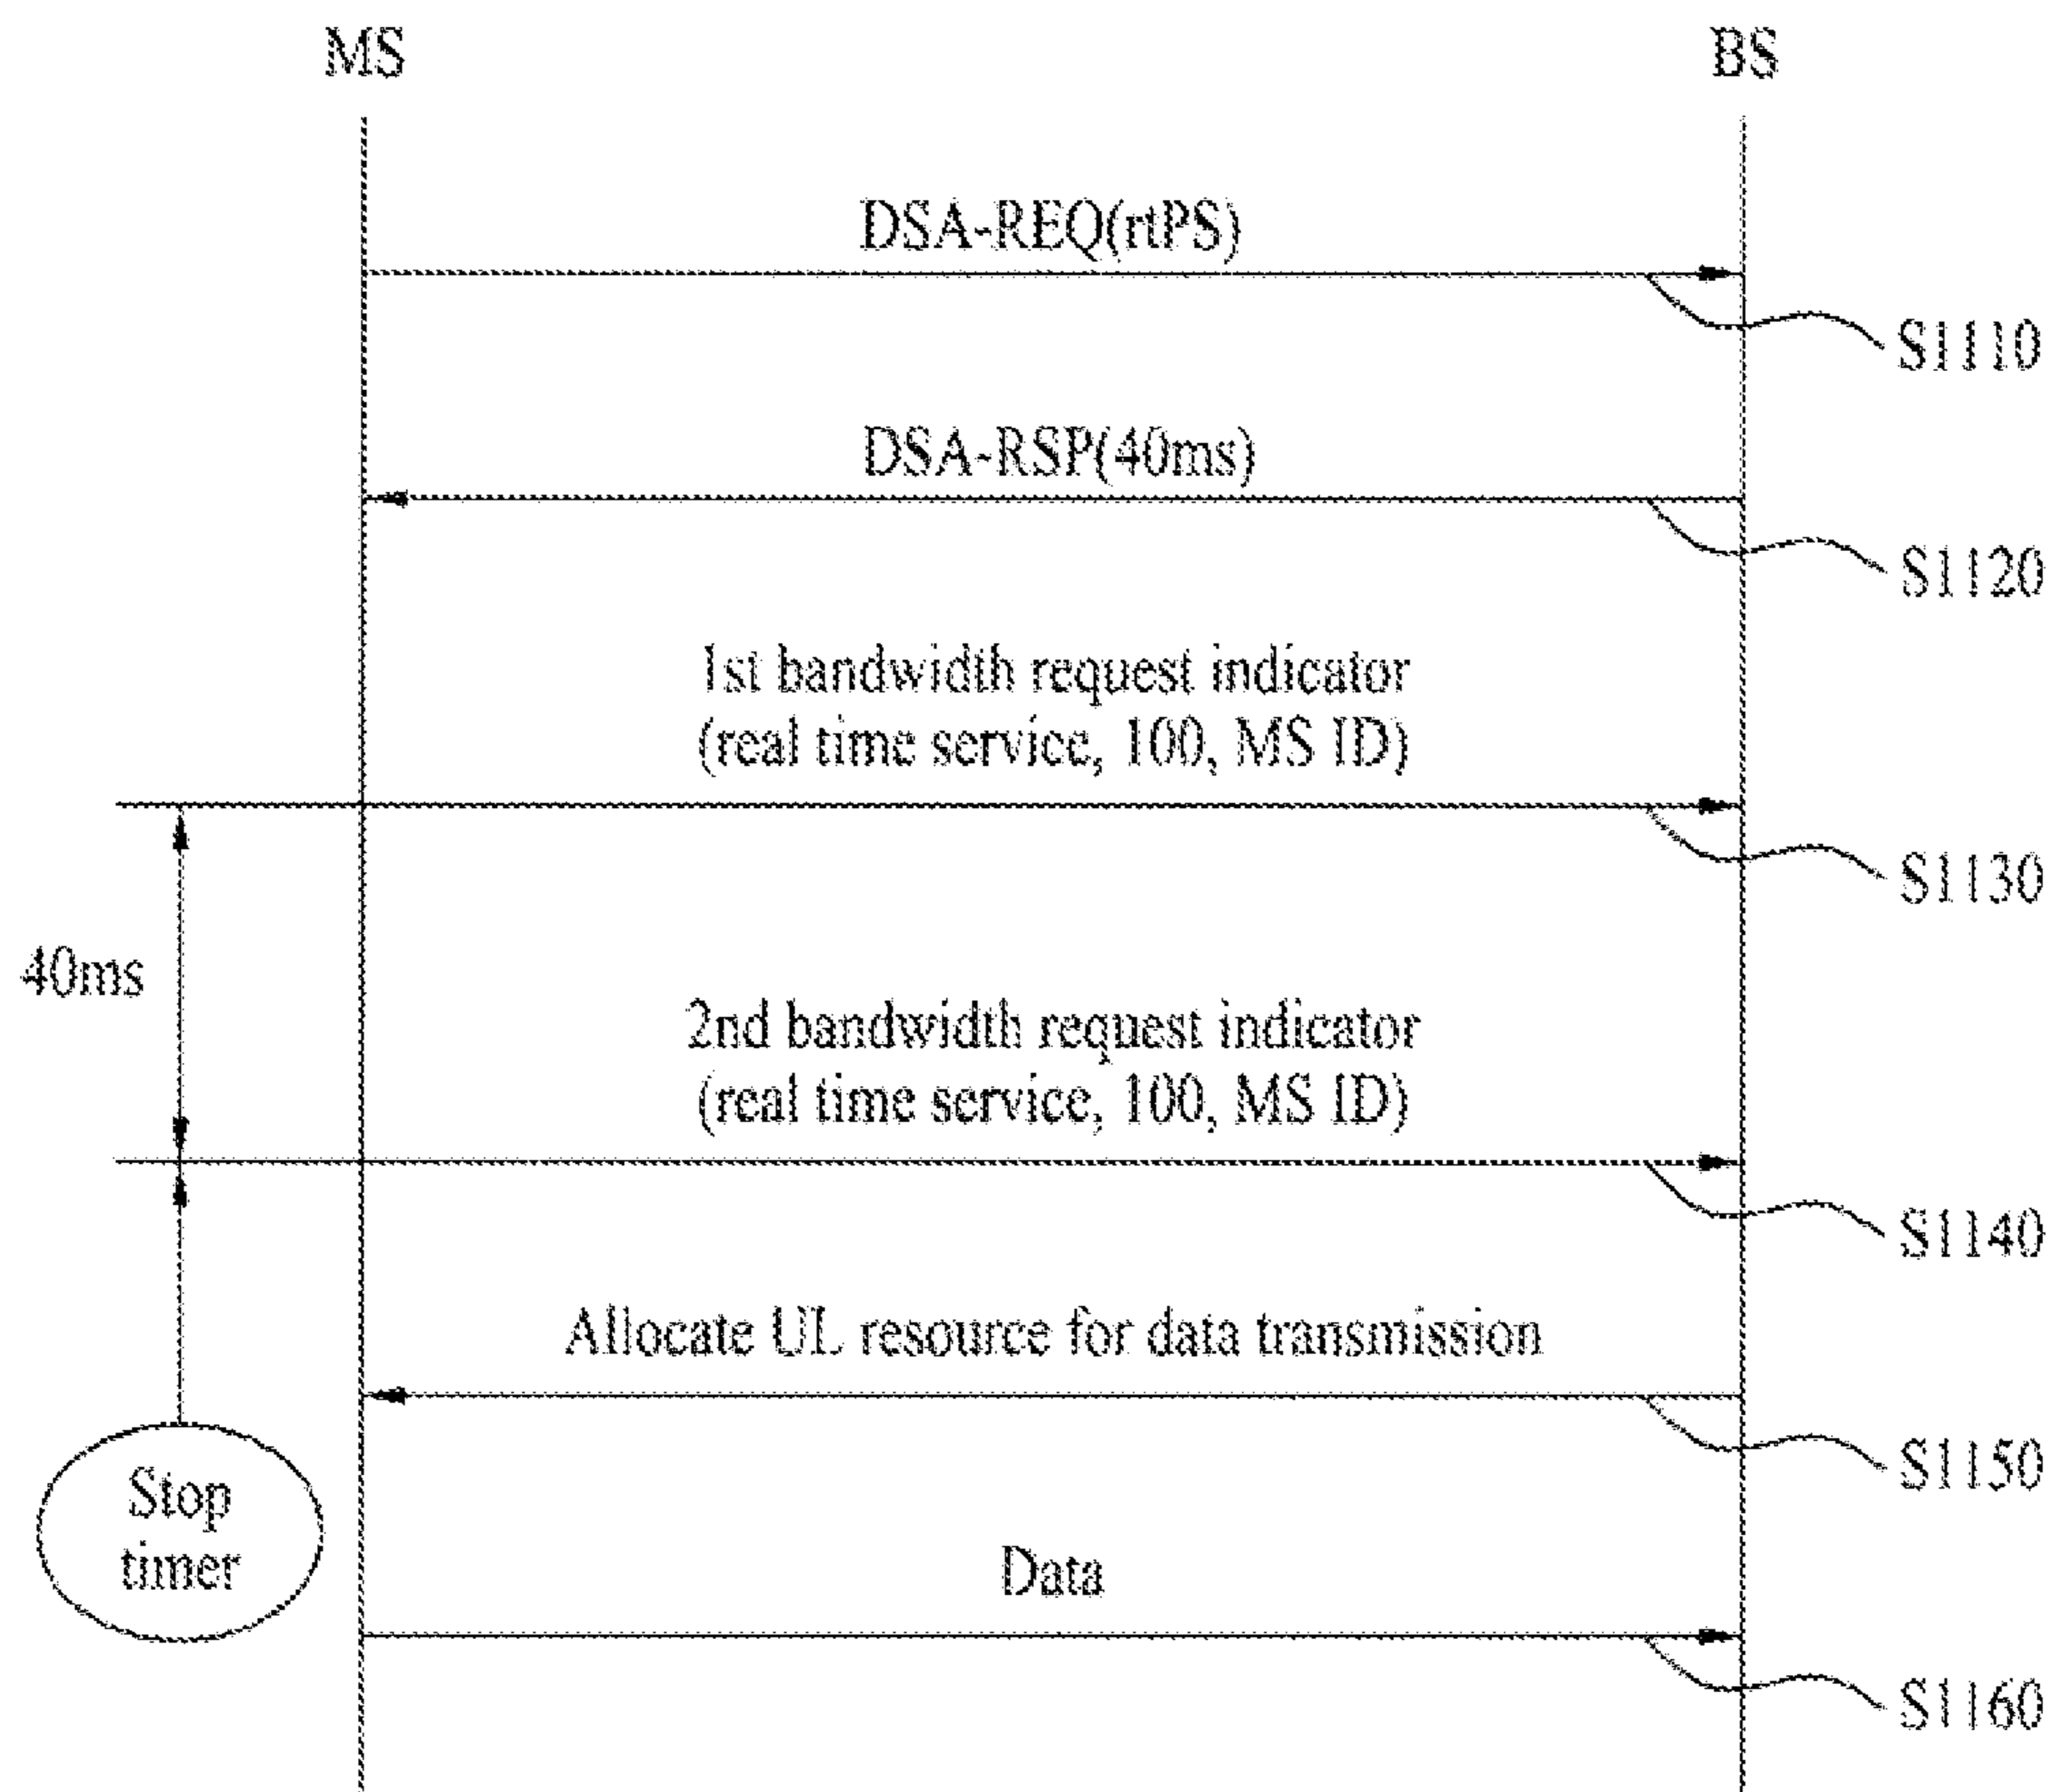 MS
BS
DSA-REQ(rtPS)
S1110
DSA-RSP(40ms)
S1120
1st bandwidth request indicator
(real time service, 100, MS ID)
S1130
40ms
2nd bandwidth request indicator
(real time service, 100, MS ID)
S1140
Allocate UL resource for data transmission
S1150
Stop
timer
Data
S1160